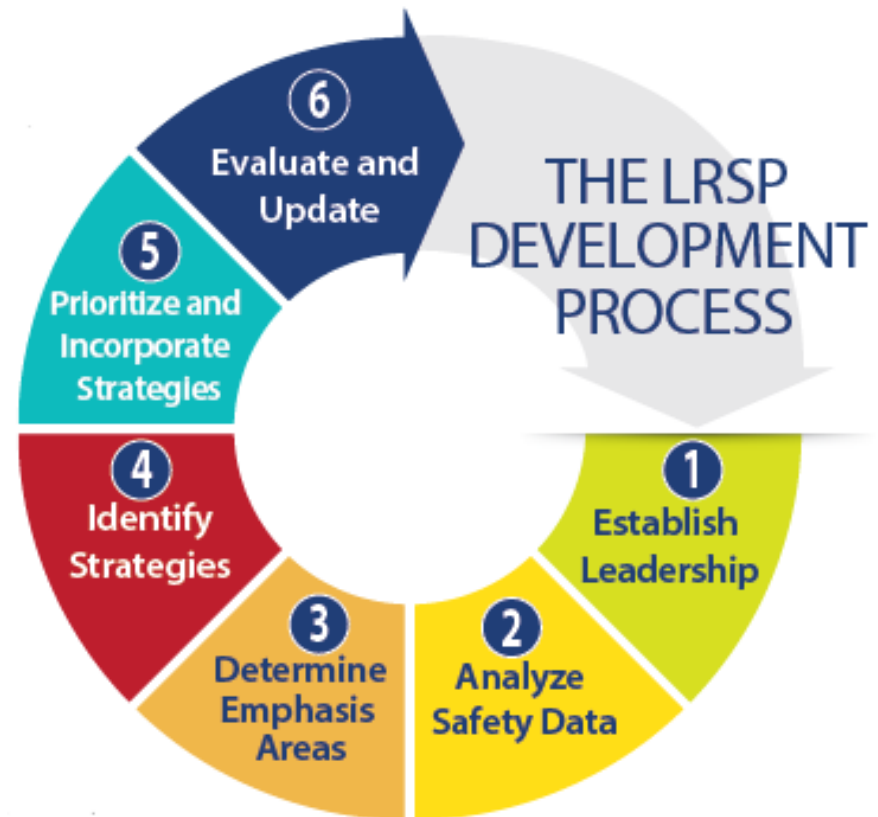 THE LRSP
DEVELOPMENT
PROCESS
1
Establish
Leadership
2
Analyze
Safety Data
3
Determine
Emphasis
Areas
4
Identify
Strategies
5
Prioritize and
Incorporate
Strategies
6
Evaluate and
Update